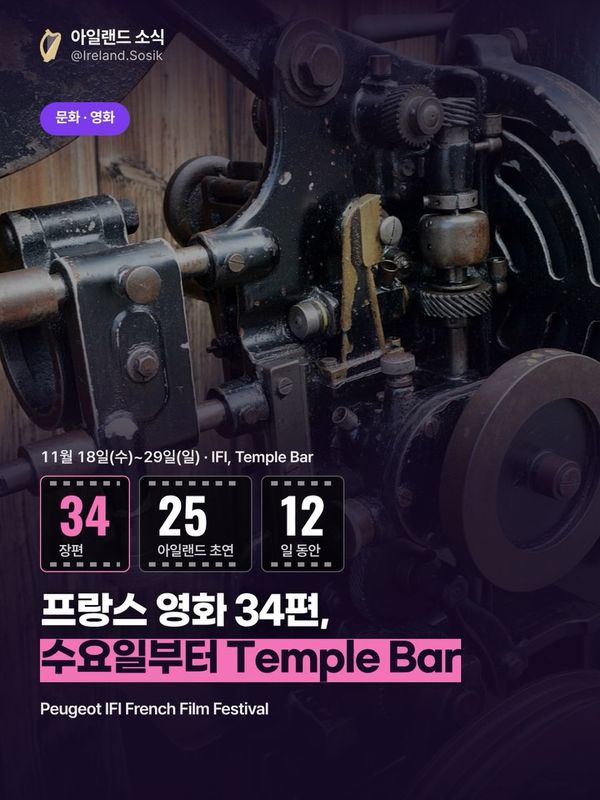 아일랜드 소식
@Ireland.Sosik
문화 · 영화
11월 18일(수)~29일(일) · IFI, Temple Bar
34
장편
25
아일랜드 초연
12
일 동안
프랑스 영화 34편,
수요일부터 Temple Bar
Peugeot IFI French Film Festival